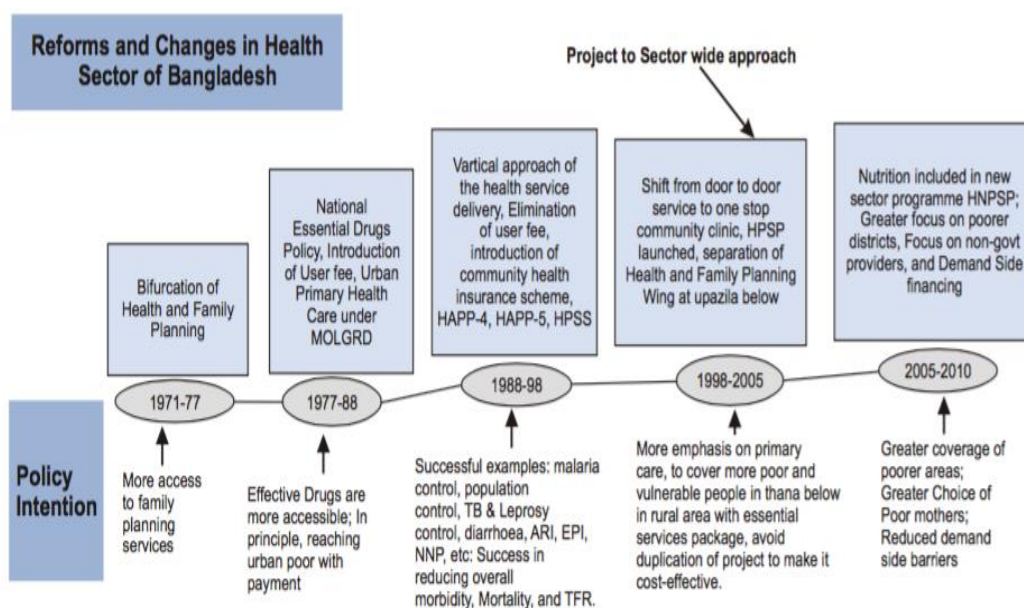 Reforms and Changes in Health
Sector of Bangladesh
Project to Sector wide approach
Bifurcation of
Health and Family
Planning
National
Essential Drugs
Policy, Introduction
of User fee, Urban
Primary Health
Care under
MOLGRD
Vartical approach of
the health service
delivery, Elimination
of user fee,
introduction of
community health
insurance scheme,
HAPP-4, HAPP-5, HPSS
Shift from door to door
service to one stop
community clinic, HPSP
launched, separation of
Health and Family Planning
Wing at upazila below
Nutrition included in new
sector programme HNPSP;
Greater focus on poorer
districts, Focus on non-govt
providers, and Demand Side
financing
1971-77
1977-88
1988-98
1998-2005
2005-2010
Policy
Intention
More access
to family
planning
services
Effective Drugs are
more accessible; In
principle, reaching
urban poor with
payment
Successful examples: malaria
control, population
control, TB & Leprosy
control, diarrhoea, ARI, EPI,
NNP, etc: Success in
reducing overall
morbidity, Mortality, and TFR.
More emphasis on primary
care, to cover more poor and
vulnerable people in thana below
in rural area with essential
services package, avoid
duplication of project to make it
cost-effective.
Greater coverage of
poorer areas;
Greater Choice of
Poor mothers;
Reduced demand
side barriers